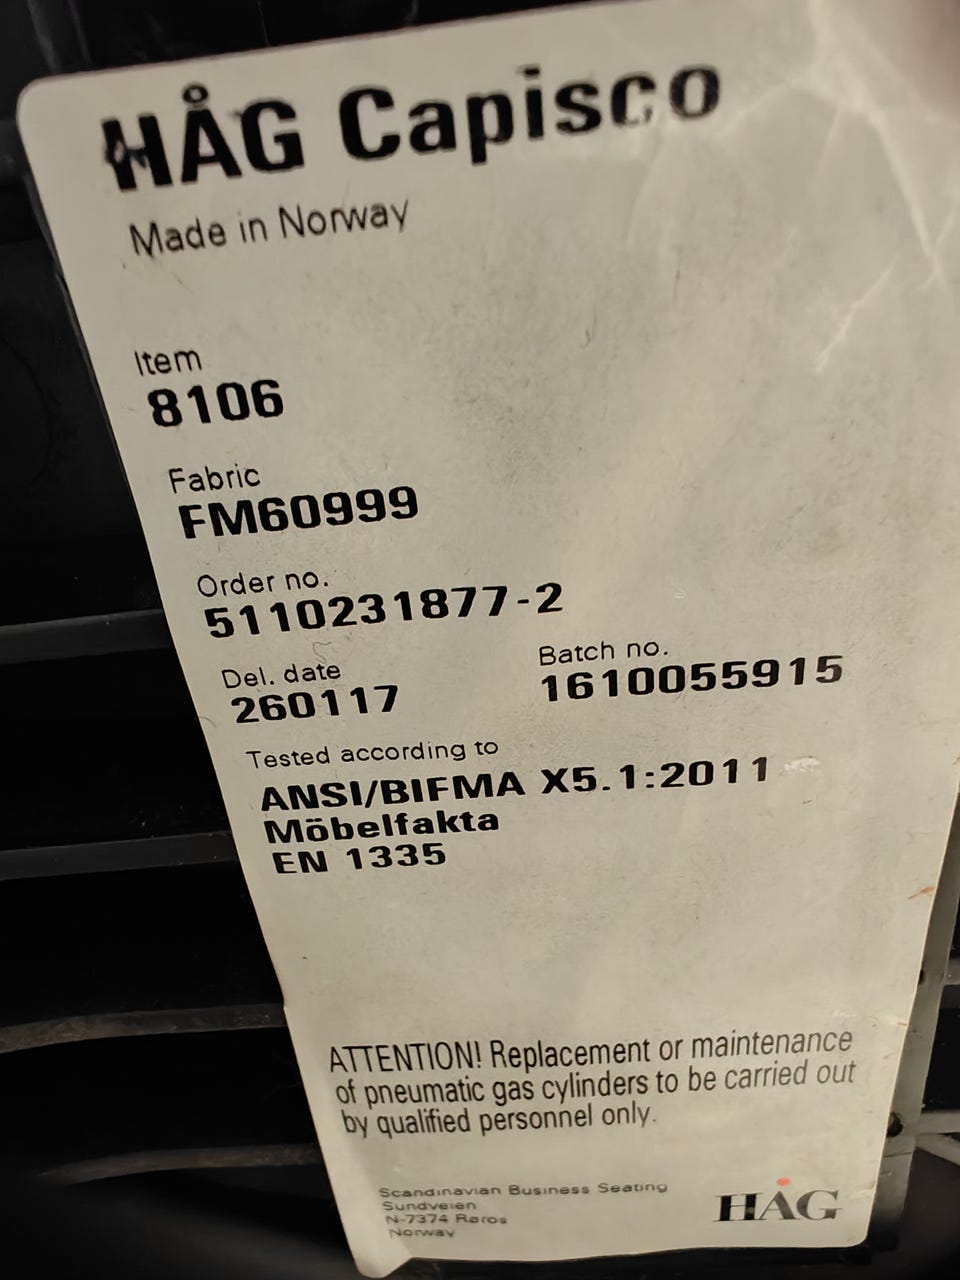 HÅG Capisco
Made in Norway
Item
8106
Fabric
FM60999
Order no.
5110231877-2
Del. date
260117
Batch no.
1610055915
Tested according to
ANSI/BIFMA X5.1:2011
Möbelfakta
EN 1335
ATTENTION! Replacement or maintenance
of pneumatic gas cylinders to be carried out
by qualified personnel only.
Scandinavian Business Seating
Sundveien
N-7374 Røros
Norway
HÅG